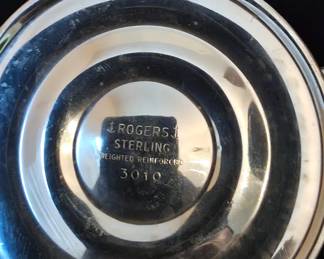 ROGERS
STERLING
WEIGHTED REINFORCED
3010